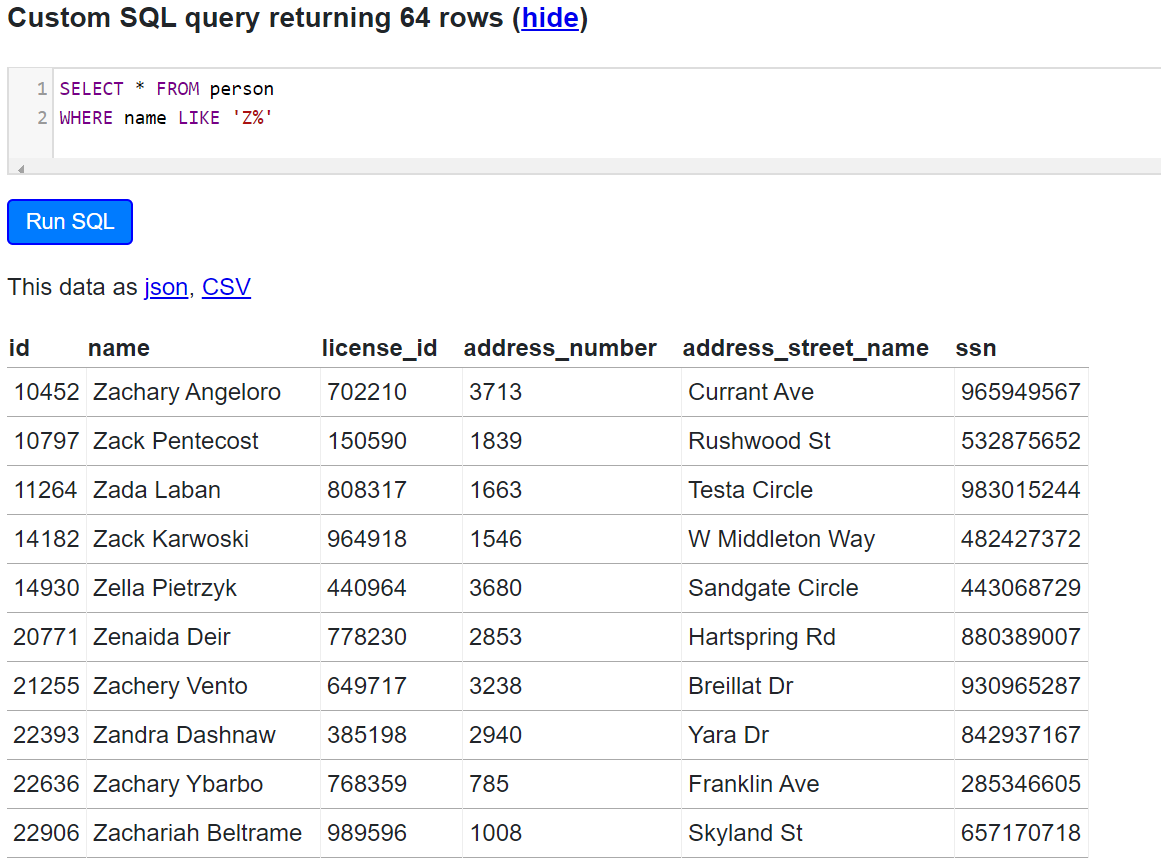 Custom SQL query returning 64 rows (hide)
1 SELECT * FROM person
2 WHERE name LIKE 'Z%'
Run SQL
This data as json, CSV
id name license_id address_number address_street_name ssn
10452 Zachary Angeloro 702210 3713 Currant Ave 965949567
10797 Zack Pentecost 150590 1839 Rushwood St 532875652
11264 Zada Laban 808317 1663 Testa Circle 983015244
14182 Zack Karwoski 964918 1546 W Middleton Way 482427372
14930 Zella Pietrzyk 440964 3680 Sandgate Circle 443068729
20771 Zenaida Deir 778230 2853 Hartspring Rd 880389007
21255 Zachery Vento 649717 3238 Breillat Dr 930965287
22393 Zandra Dashnaw 385198 2940 Yara Dr 842937167
22636 Zachary Ybarbo 768359 785 Franklin Ave 285346605
22906 Zachariah Beltrame 989596 1008 Skyland St 657170718